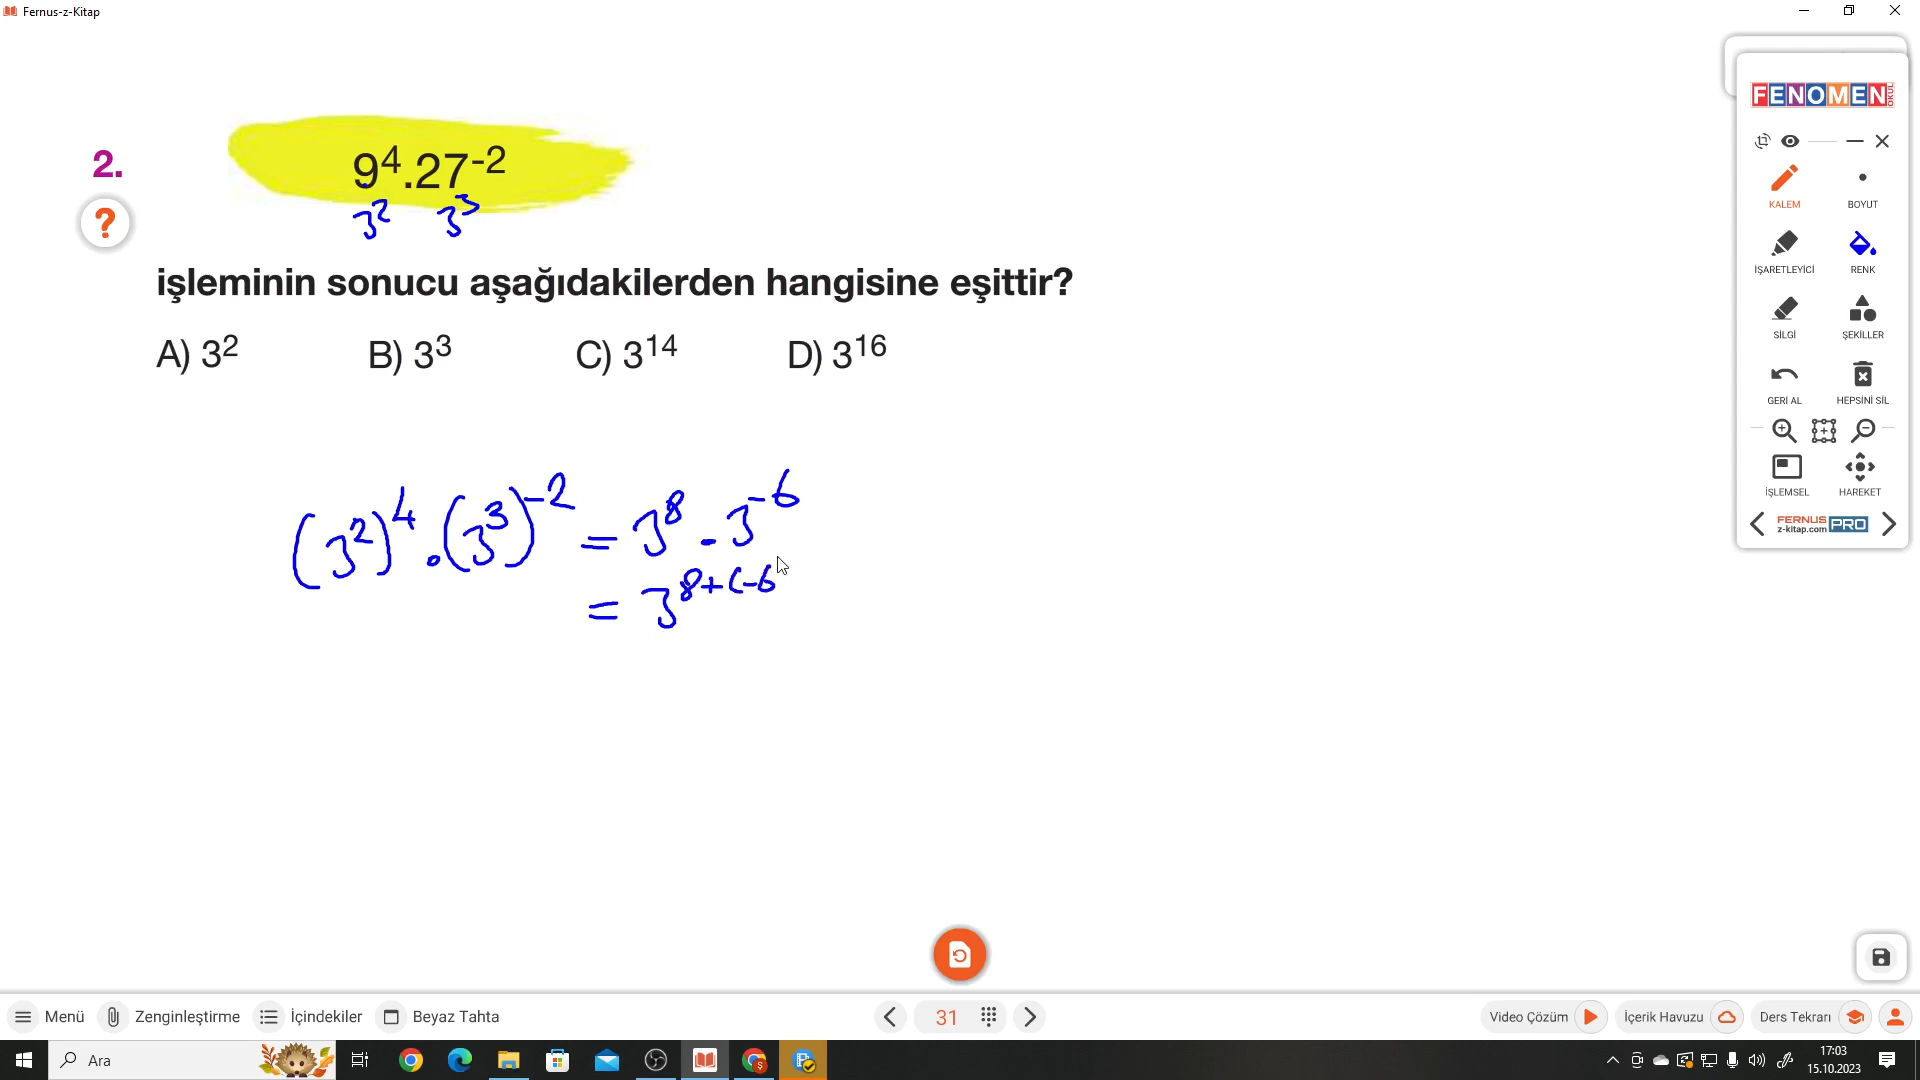 Fernus-z-Kitap
FENOMEN OKUL
2. 9⁴.27⁻²
3² 3³
?
işleminin sonucu aşağıdakilerden hangisine eşittir?
A) 3² B) 3³ C) 3¹⁴ D) 3¹⁶
(3²)⁴.(3³)⁻² = 3⁸ . 3⁻⁶
= 3⁸⁺⁽⁻⁶
KALEM BOYUT
İŞARETLEYİCİ RENK
SİLGİ ŞEKİLLER
GERİ AL HEPSİNİ SİL
İŞLEMSEL HAREKET
FERNUS z-kitap.com PRO
Menü Zenginleştirme İçindekiler Beyaz Tahta 31 Video Çözüm İçerik Havuzu Ders Tekrarı
Ara 17:03
15.10.2023